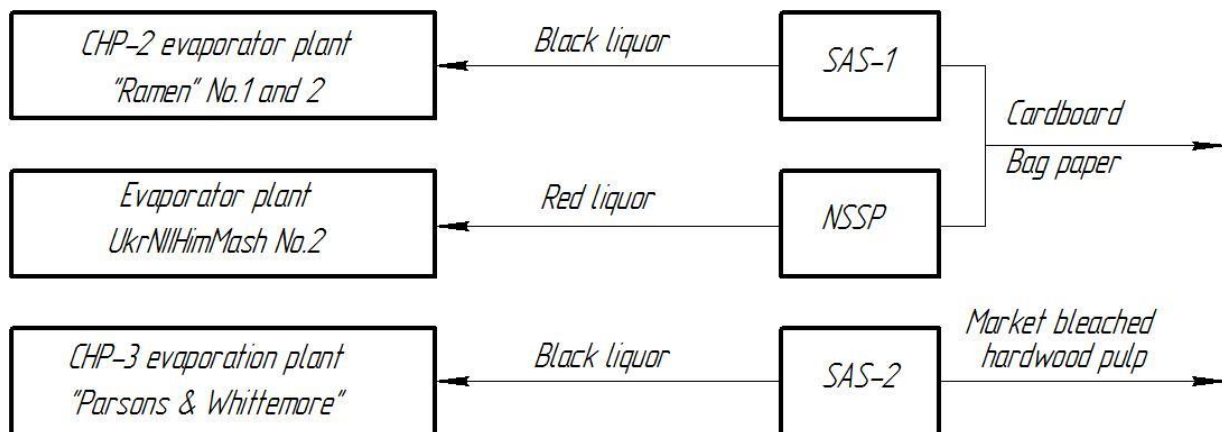 CHP-2 evaporator plant
"Ramen" No.1 and 2
Black liquor
SAS-1
Cardboard
Bag paper
Evaporator plant
UkrNIIHimMash No.2
Red liquor
NSSP
CHP-3 evaporation plant
"Parsons & Whittemore"
Black liquor
SAS-2
Market bleached
hardwood pulp